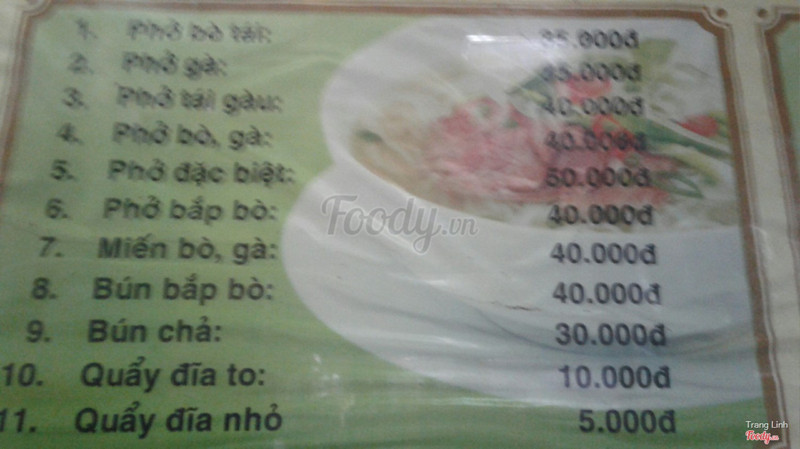 1. Phở bò tái: 35.000đ
2. Phở gà: 35.000đ
3. Phở tái gàu: 40.000đ
4. Phở bò, gà: 40.000đ
5. Phở đặc biệt: 50.000đ
6. Phở bắp bò: 40.000đ
7. Miến bò, gà: 40.000đ
8. Bún bắp bò: 40.000đ
9. Bún chả: 30.000đ
10. Quẩy đĩa to: 10.000đ
11. Quẩy đĩa nhỏ 5.000đ
Foody.vn
Trang Linh
Foody.vn